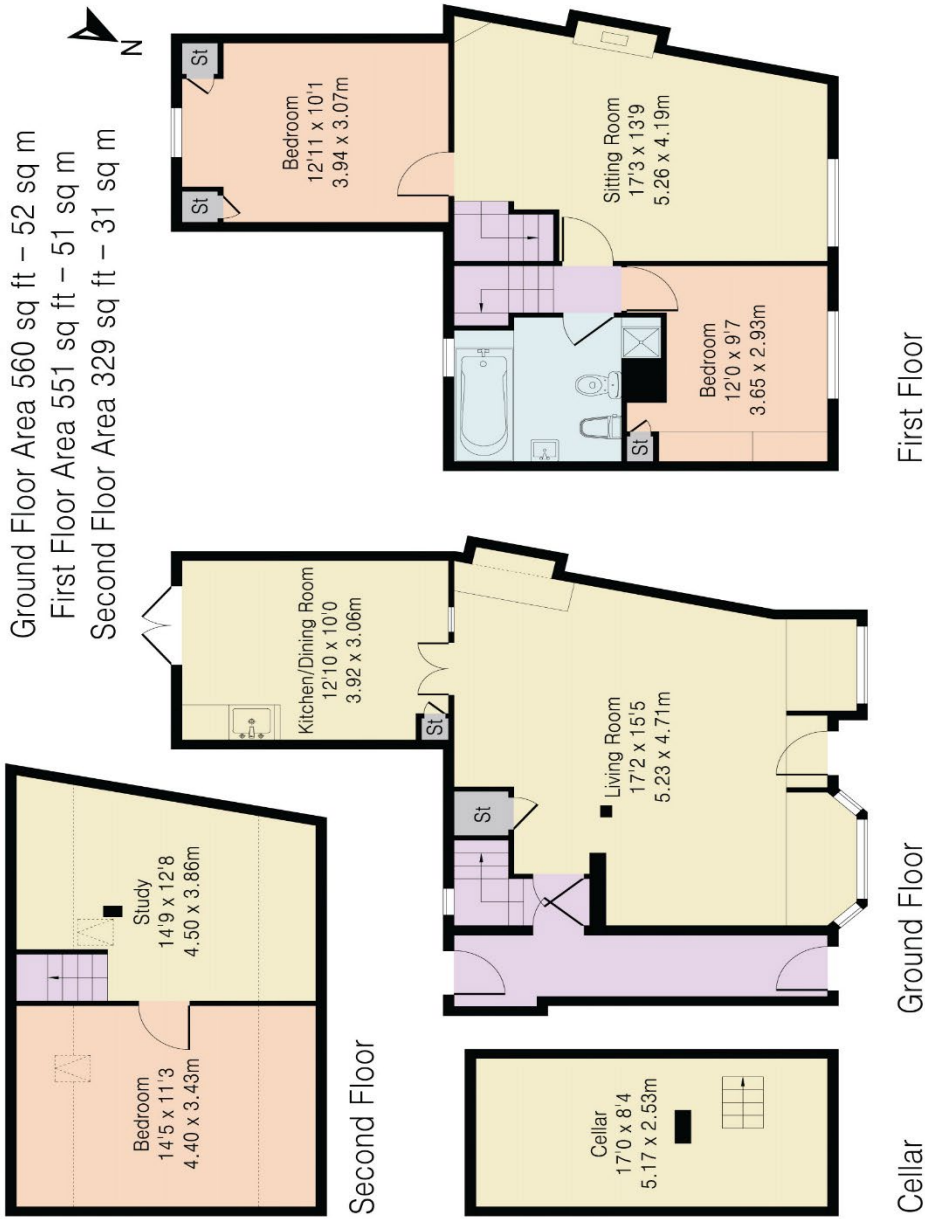 Ground Floor Area 560 sq ft – 52 sq m
First Floor Area 551 sq ft – 51 sq m
Second Floor Area 329 sq ft – 31 sq m
N
Bedroom
14'5 x 11'3
4.40 x 3.43m
Study
14'9 x 12'8
4.50 x 3.86m
Second Floor
Cellar
17'0 x 8'4
5.17 x 2.53m
Cellar
Kitchen/Dining Room
12'10 x 10'0
3.92 x 3.06m
St
St
Living Room
17'2 x 15'5
5.23 x 4.71m
Ground Floor
St
St
Bedroom
12'11 x 10'1
3.94 x 3.07m
Sitting Room
17'3 x 13'9
5.26 x 4.19m
St
Bedroom
12'0 x 9'7
3.65 x 2.93m
First Floor